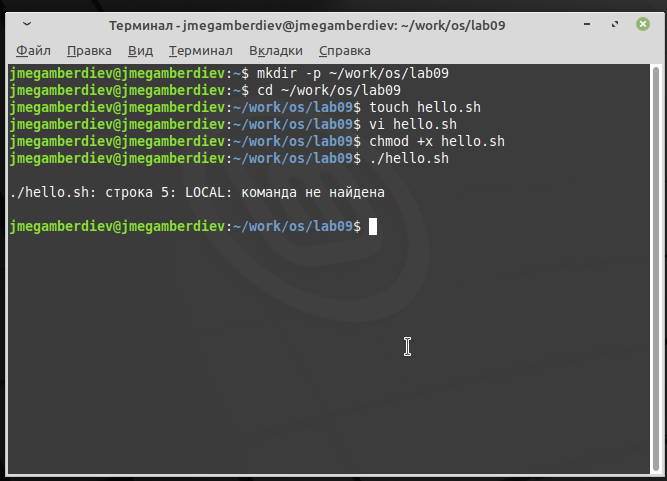 Терминал - jmegamberdiev@jmegamberdiev: ~/work/os/lab09
Файл Правка Вид Терминал Вкладки Справка
jmegamberdiev@jmegamberdiev:~$ mkdir -p ~/work/os/lab09
jmegamberdiev@jmegamberdiev:~$ cd ~/work/os/lab09
jmegamberdiev@jmegamberdiev:~/work/os/lab09$ touch hello.sh
jmegamberdiev@jmegamberdiev:~/work/os/lab09$ vi hello.sh
jmegamberdiev@jmegamberdiev:~/work/os/lab09$ chmod +x hello.sh
jmegamberdiev@jmegamberdiev:~/work/os/lab09$ ./hello.sh
./hello.sh: строка 5: LOCAL: команда не найдена
jmegamberdiev@jmegamberdiev:~/work/os/lab09$